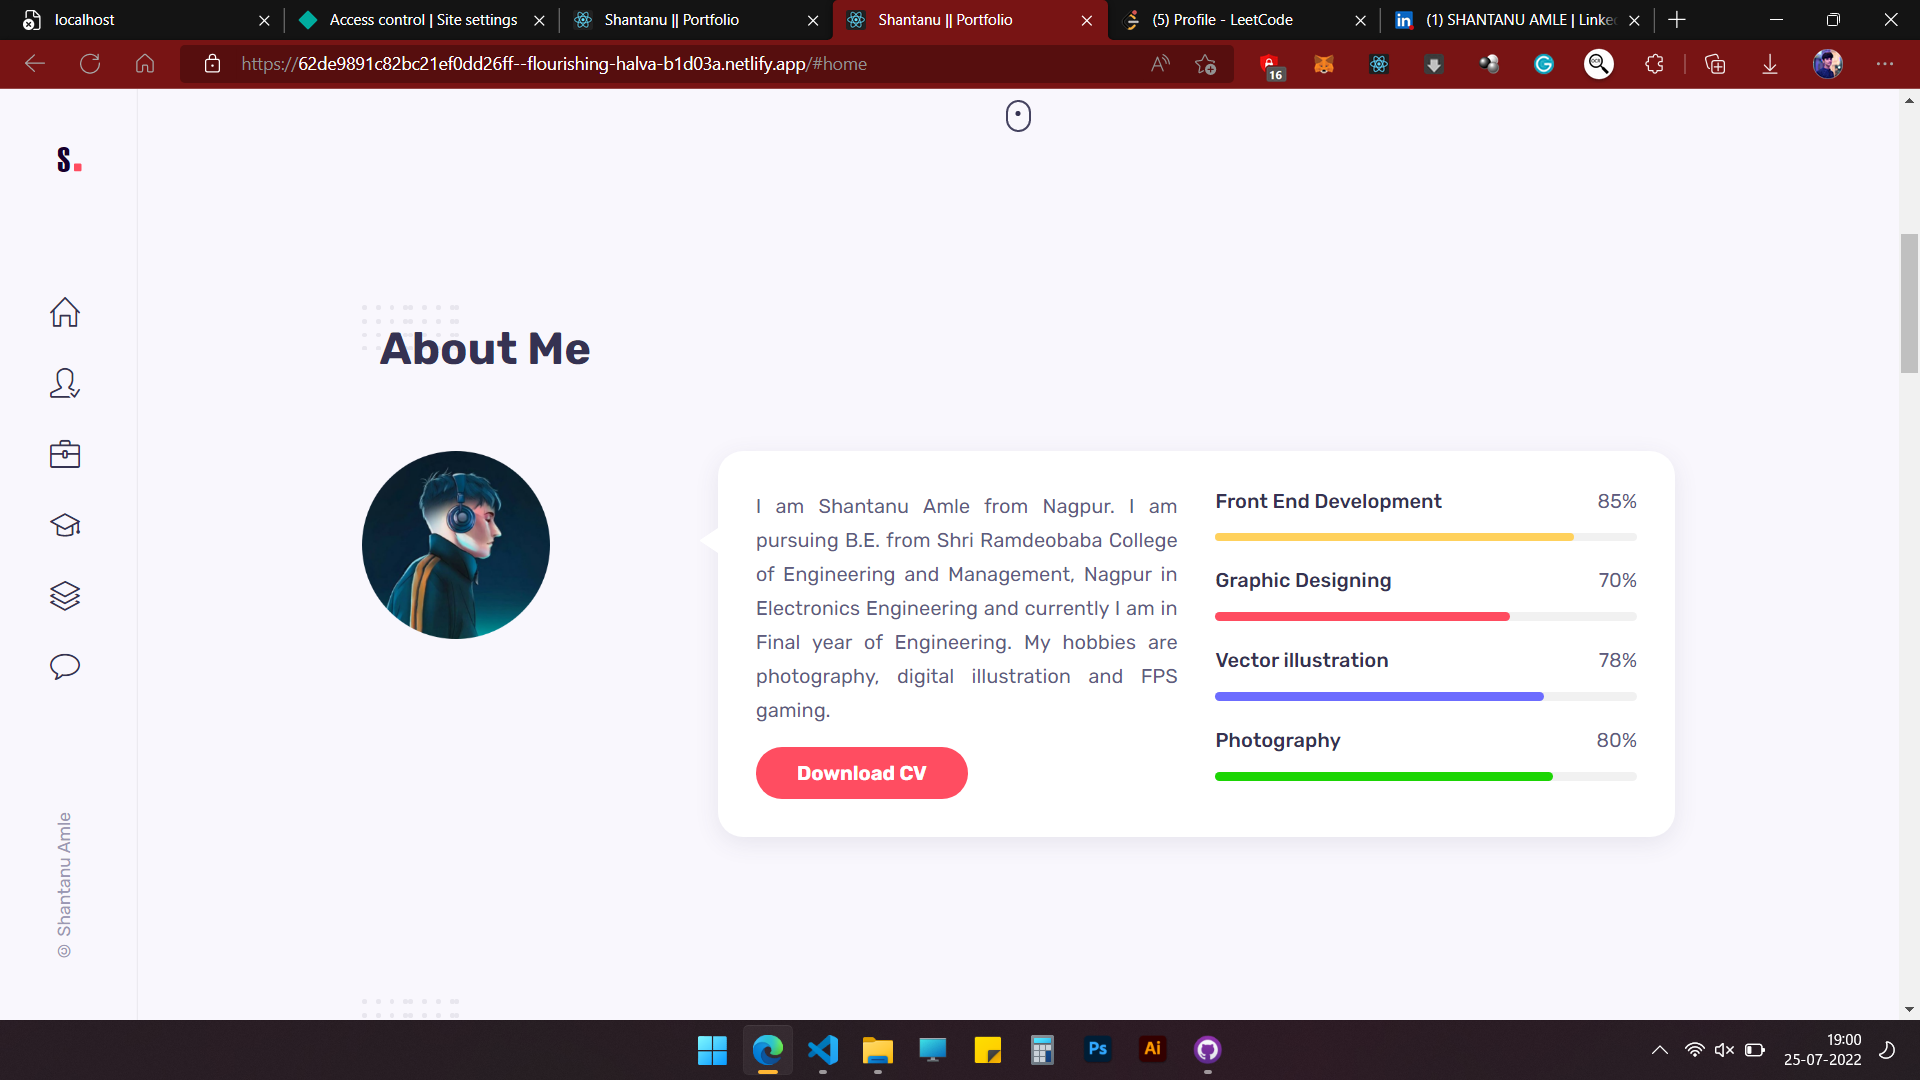 localhost
Access control | Site settings
Shantanu || Portfolio
Shantanu || Portfolio
(5) Profile - LeetCode
(1) SHANTANU AMLE | Linke
https://62de9891c82bc21ef0dd26ff--flourishing-halva-b1d03a.netlify.app/#home
16
S.
About Me
I am Shantanu Amle from Nagpur. I am
pursuing B.E. from Shri Ramdeobaba College
of Engineering and Management, Nagpur in
Electronics Engineering and currently I am in
Final year of Engineering. My hobbies are
photography, digital illustration and FPS
gaming.
Download CV
Front End Development 85%
Graphic Designing 70%
Vector illustration 78%
Photography 80%
© Shantanu Amle
Ps
Ai
19:00
25-07-2022